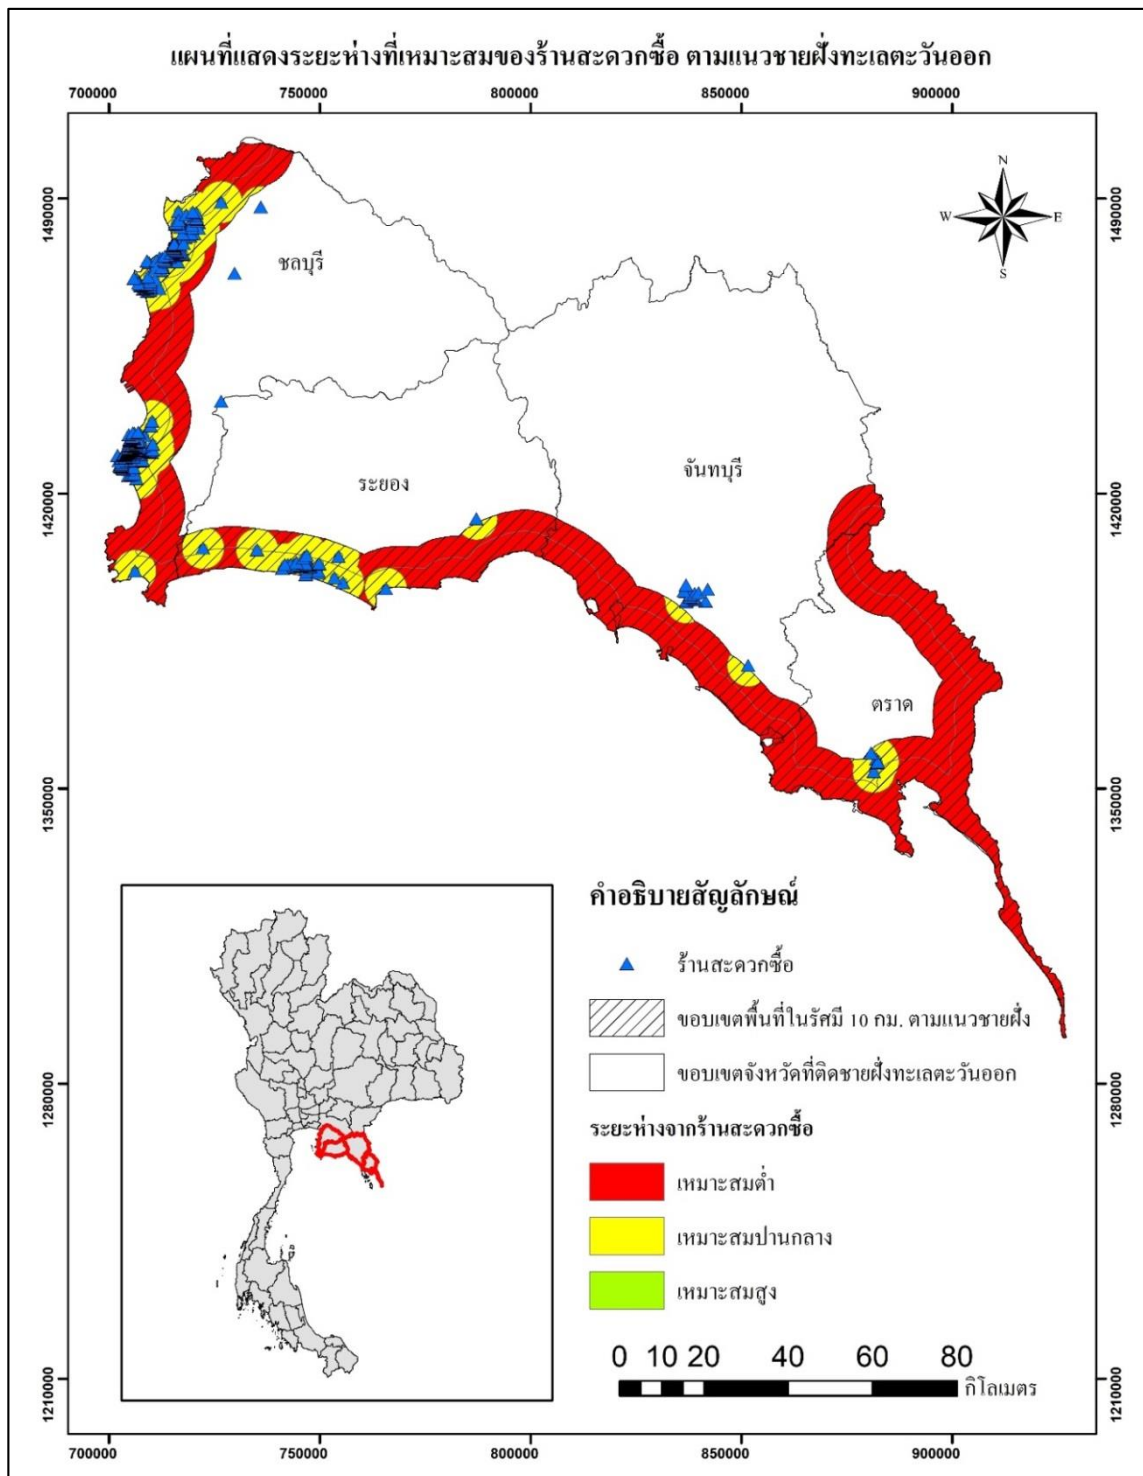 แผนที่แสดงระยะห่างที่เหมาะสมของร้านสะดวกซื้อ ตามแนวชายฝั่งทะเลตะวันออก
700000 750000 800000 850000 900000
1490000 1490000
N
W E
S
ชลบุรี
ระยอง
จันทบุรี
1420000 1420000
ตราด
1350000 1350000
คำอธิบายสัญลักษณ์
ร้านสะดวกซื้อ
ขอบเขตพื้นที่ในรัศมี 10 กม. ตามแนวชายฝั่ง
ขอบเขตจังหวัดที่ติดชายฝั่งทะเลตะวันออก
1280000 1280000
ระยะห่างจากร้านสะดวกซื้อ
เหมาะสมต่ำ
เหมาะสมปานกลาง
เหมาะสมสูง
0 10 20 40 60 80
กิโลเมตร
1210000 1210000
700000 750000 800000 850000 900000